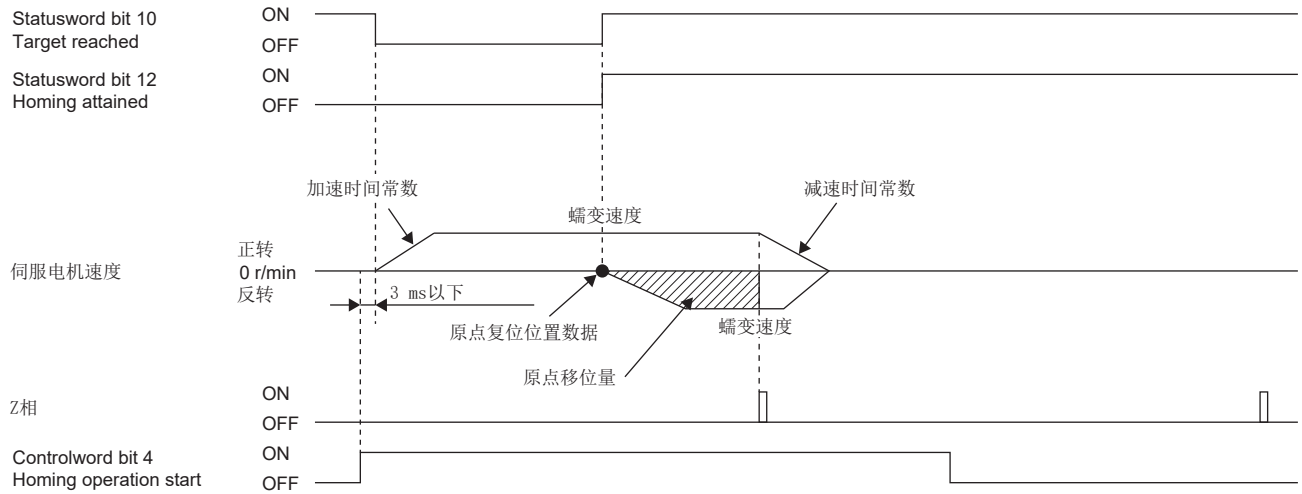 Statusword bit 10
Target reached
ON
OFF
Statusword bit 12
Homing attained
ON
OFF
加速时间常数
减速时间常数
蠕变速度
伺服电机速度
正转
0 r/min
反转
3 ms以下
原点复位位置数据
蠕变速度
原点移位量
Z相
ON
OFF
Controlword bit 4
Homing operation start
ON
OFF